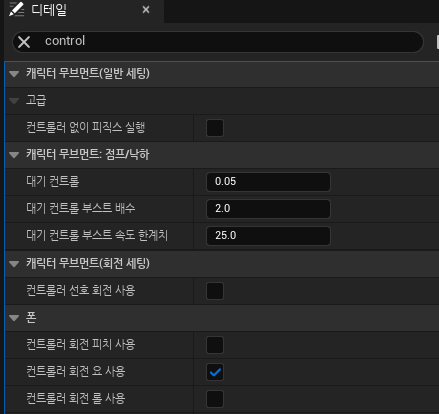 디테일
control
캐릭터 무브먼트(일반 세팅)
고급
컨트롤러 없이 피직스 실행
캐릭터 무브먼트: 점프/낙하
대기 컨트롤 0.05
대기 컨트롤 부스트 배수 2.0
대기 컨트롤 부스트 속도 한계치 25.0
캐릭터 무브먼트(회전 세팅)
컨트롤러 선호 회전 사용
폰
컨트롤러 회전 피치 사용
컨트롤러 회전 요 사용
컨트롤러 회전 롤 사용